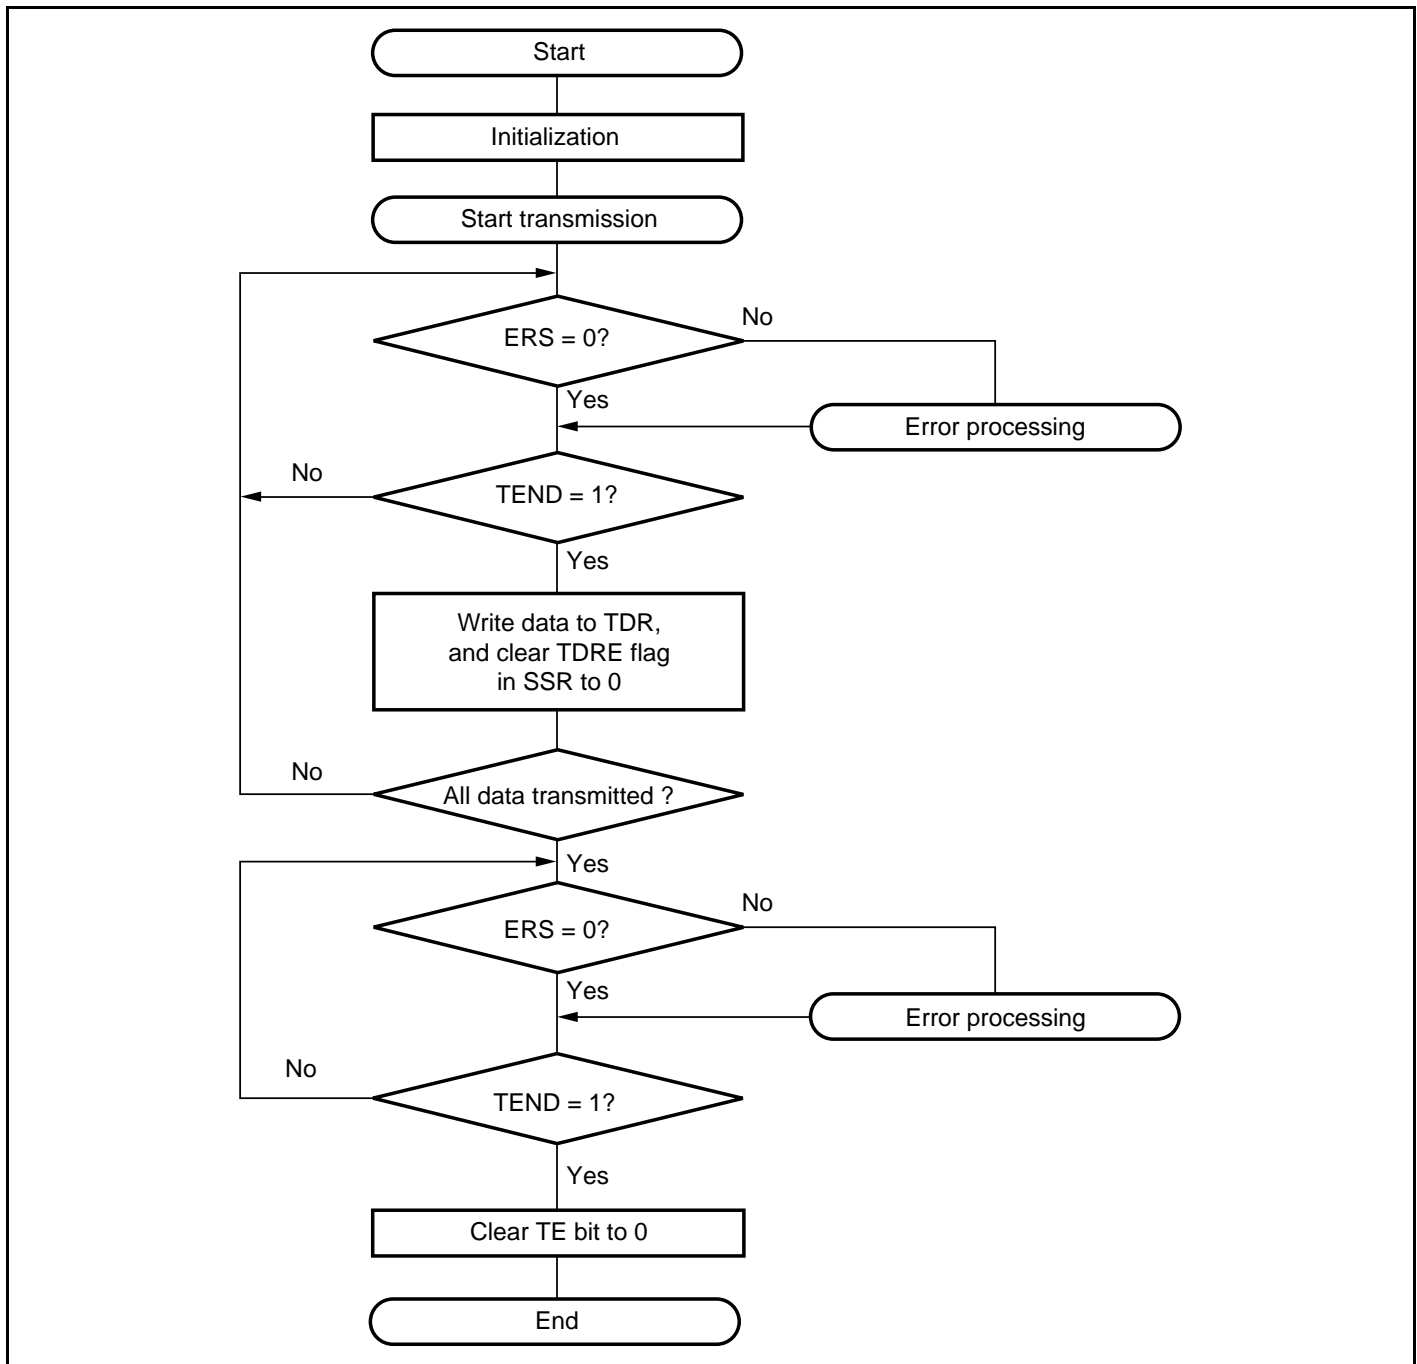 Start
Initialization
Start transmission
ERS = 0?
No
Yes
Error processing
No
TEND = 1?
Yes
Write data to TDR,
and clear TDRE flag
in SSR to 0
No
All data transmitted ?
Yes
No
ERS = 0?
Yes
Error processing
No
TEND = 1?
Yes
Clear TE bit to 0
End